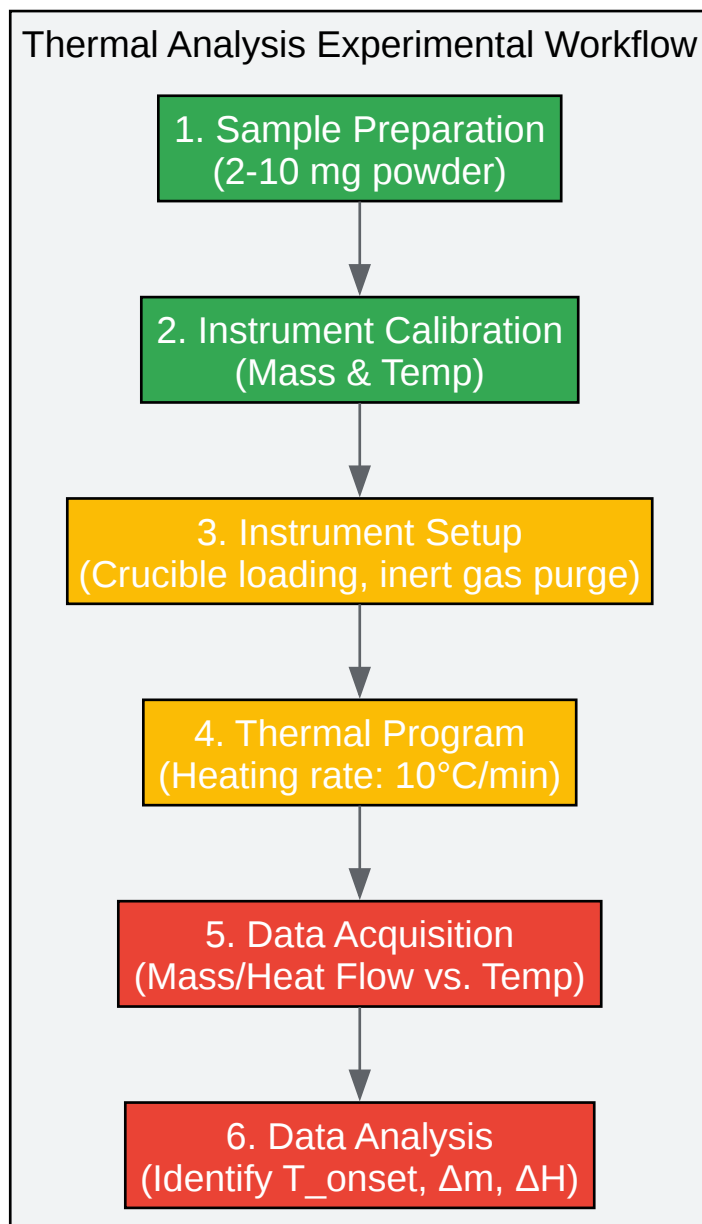 Thermal Analysis Experimental Workflow
1. Sample Preparation
(2-10 mg powder)
2. Instrument Calibration
(Mass & Temp)
3. Instrument Setup
(Crucible loading, inert gas purge)
4. Thermal Program
(Heating rate: 10°C/min)
5. Data Acquisition
(Mass/Heat Flow vs. Temp)
6. Data Analysis
(Identify T_onset, Δm, ΔH)